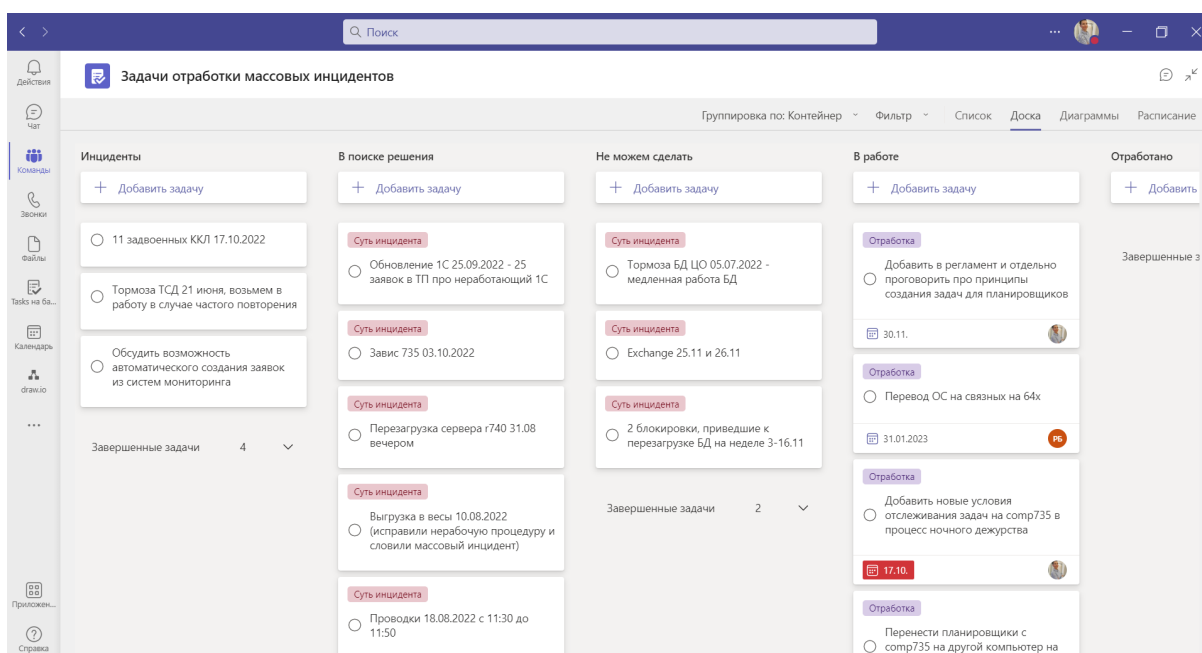 Поиск
...
Действия
Чат
Команды
Звонки
Файлы
Tasks на ба...
Календарь
draw.io
...
Приложен...
Справка
Задачи отработки массовых инцидентов
Группировка по: Контейнер
Фильтр
Список
Доска
Диаграммы
Расписание
Инциденты
+ Добавить задачу
11 задвоенных ККЛ 17.10.2022
Тормоза ТСД 21 июня, возьмем в
работу в случае частого повторения
Обсудить возможность
автоматического создания заявок
из систем мониторинга
Завершенные задачи 4
В поиске решения
+ Добавить задачу
Суть инцидента
Обновление 1С 25.09.2022 - 25
заявок в ТП про неработающий 1С
Суть инцидента
Завис 735 03.10.2022
Суть инцидента
Перезагрузка сервера r740 31.08
вечером
Суть инцидента
Выгрузка в весы 10.08.2022
(исправили нерабочую процедуру и
словили массовый инцидент)
Суть инцидента
Проводки 18.08.2022 с 11:30 до
11:50
Не можем сделать
+ Добавить задачу
Суть инцидента
Тормоза БД ЦО 05.07.2022 -
медленная работа БД
Суть инцидента
Exchange 25.11 и 26.11
Суть инцидента
2 блокировки, приведшие к
перезагрузке БД на неделе 3-16.11
Завершенные задачи 2
В работе
+ Добавить задачу
Отработка
Добавить в регламент и отдельно
проговорить про принципы
создания задач для планировщиков
30.11.
Отработка
Перевод ОС на связных на 64х
31.01.2023
РБ
Отработка
Добавить новые условия
отслеживания задач на comp735 в
процесс ночного дежурства
17.10.
Отработка
Перенести планировщики с
comp735 на другой компьютер на
Отработано
+ Добавить
Завершенные з